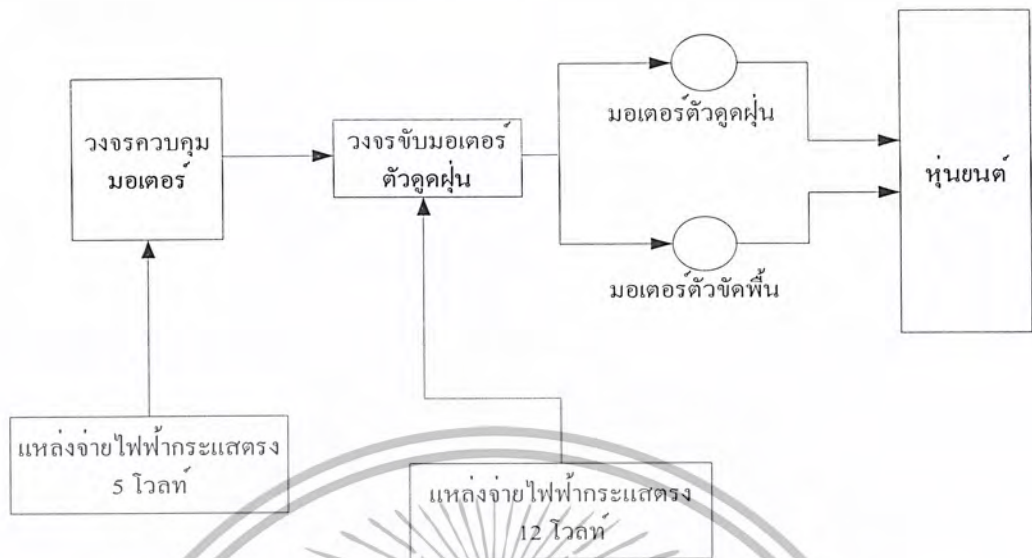 วงจรควบคุม
มอเตอร์
วงจรขับมอเตอร์
ตัวดูดฝุ่น
มอเตอร์ตัวดูดฝุ่น
มอเตอร์ตัวขัดพื้น
หุ่นยนต์
แหล่งจ่ายไฟฟ้ากระแสตรง
5 โวลท์
แหล่งจ่ายไฟฟ้ากระแสตรง
12 โวลท์